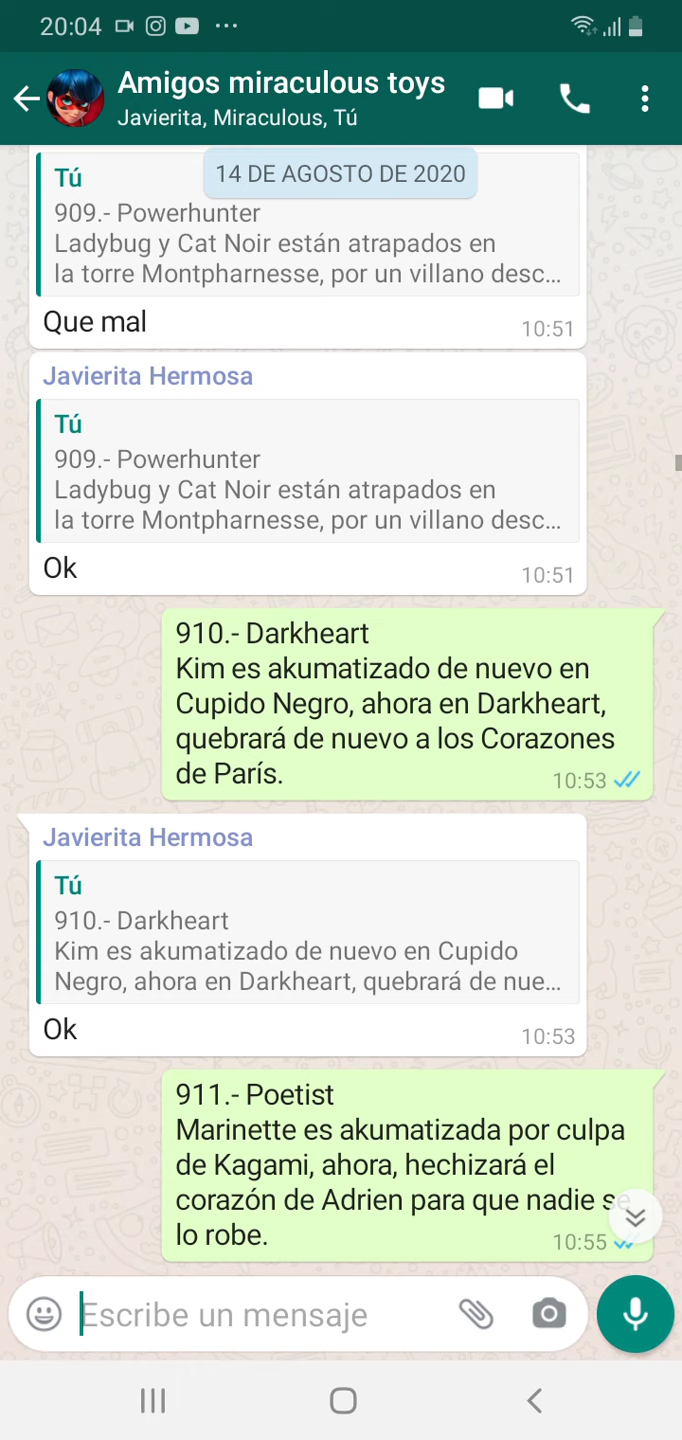 20:04
Amigos miraculous toys
Javierita, Miraculous, Tú
14 DE AGOSTO DE 2020
Tú
909.- Powerhunter
Ladybug y Cat Noir están atrapados en
la torre Montpharnesse, por un villano desc...
Que mal
10:51
Javierita Hermosa
Tú
909.- Powerhunter
Ladybug y Cat Noir están atrapados en
la torre Montpharnesse, por un villano desc...
Ok
10:51
910.- Darkheart
Kim es akumatizado de nuevo en
Cupido Negro, ahora en Darkheart,
quebrará de nuevo a los Corazones
de París.
10:53
Javierita Hermosa
Tú
910.- Darkheart
Kim es akumatizado de nuevo en Cupido
Negro, ahora en Darkheart, quebrará de nue...
Ok
10:53
911.- Poetist
Marinette es akumatizada por culpa
de Kagami, ahora, hechizará el
corazón de Adrien para que nadie se
lo robe.
10:55
Escribe un mensaje